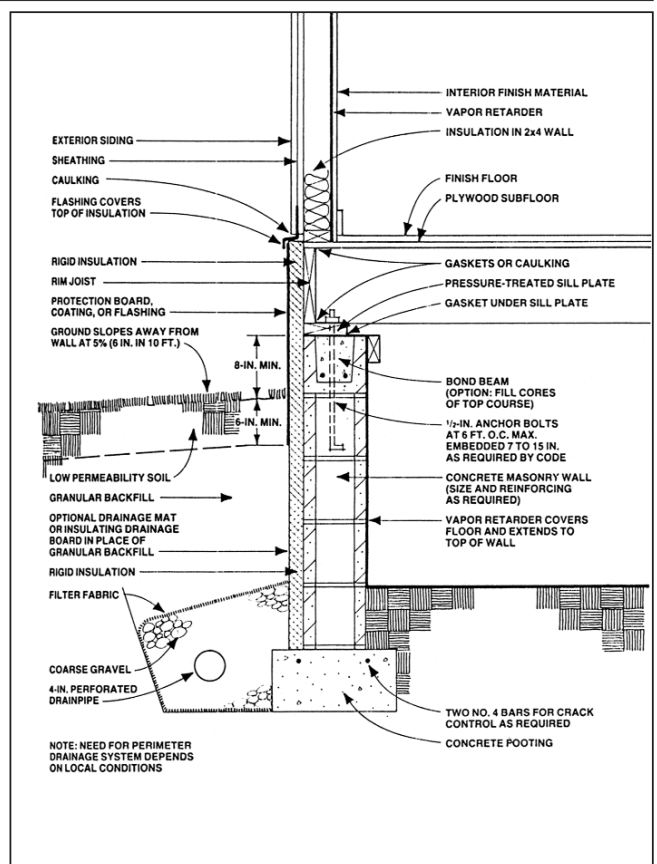 INTERIOR FINISH MATERIAL
VAPOR RETARDER
INSULATION IN 2x4 WALL
EXTERIOR SIDING
SHEATHING
CAULKING
FLASHING COVERS
TOP OF INSULATION
FINISH FLOOR
PLYWOOD SUBFLOOR
RIGID INSULATION
RIM JOIST
PROTECTION BOARD,
COATING, OR FLASHING
GROUND SLOPES AWAY FROM
WALL AT 5% (6 IN. IN 10 FT.)
GASKETS OR CAULKING
PRESSURE-TREATED SILL PLATE
GASKET UNDER SILL PLATE
8-IN. MIN.
6-IN. MIN.
BOND BEAM
(OPTION: FILL CORES
OF TOP COURSE)
1/2-IN. ANCHOR BOLTS
AT 6 FT. O.C. MAX.
EMBEDDED 7 TO 15 IN.
AS REQUIRED BY CODE
LOW PERMEABILITY SOIL
GRANULAR BACKFILL
OPTIONAL DRAINAGE MAT
OR INSULATING DRAINAGE
BOARD IN PLACE OF
GRANULAR BACKFILL
RIGID INSULATION
FILTER FABRIC
CONCRETE MASONRY WALL
(SIZE AND REINFORCING
AS REQUIRED)
VAPOR RETARDER COVERS
FLOOR AND EXTENDS TO
TOP OF WALL
COARSE GRAVEL
4-IN. PERFORATED
DRAINPIPE
TWO NO. 4 BARS FOR CRACK
CONTROL AS REQUIRED
CONCRETE FOOTING
NOTE: NEED FOR PERIMETER
DRAINAGE SYSTEM DEPENDS
ON LOCAL CONDITIONS